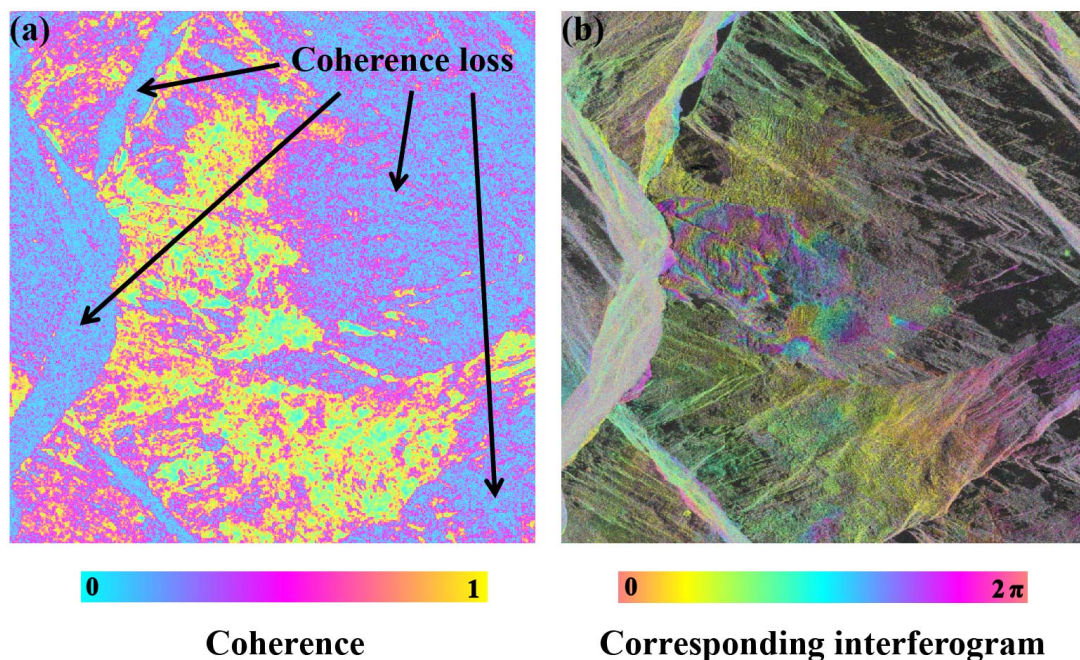 (a)
Coherence loss
(b)
0 1
0 2π
Coherence
Corresponding interferogram